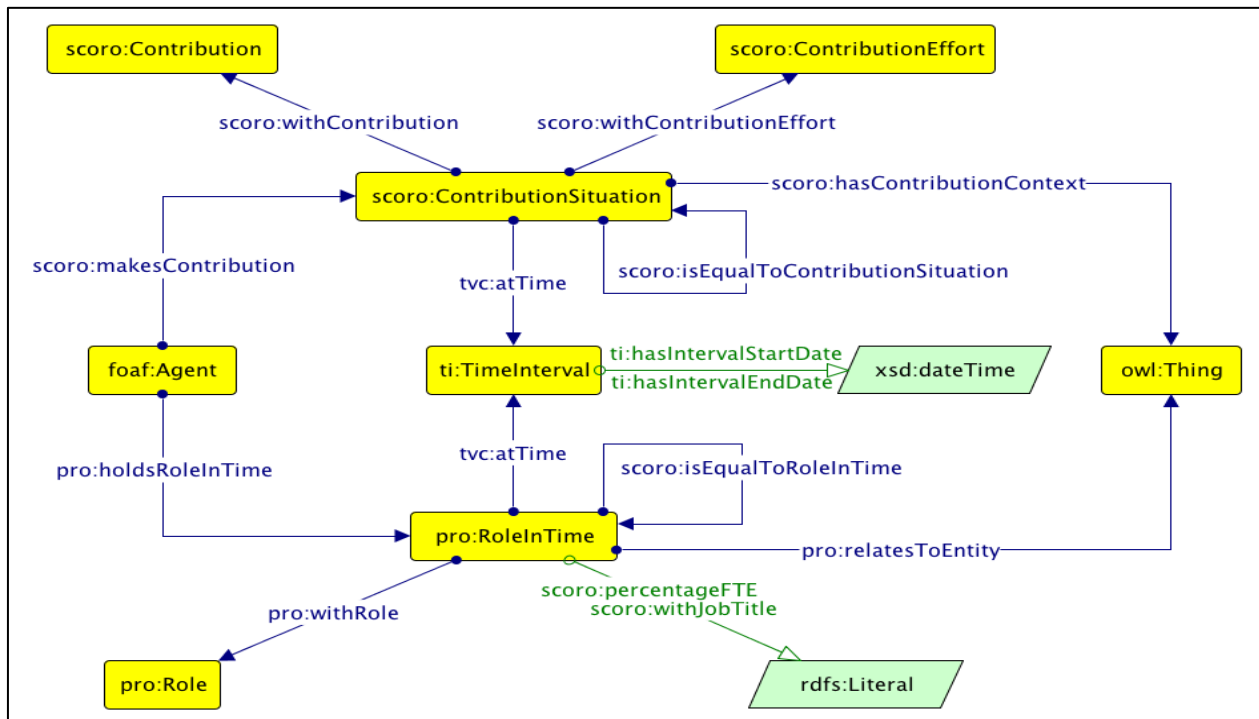 scoro:Contribution
scoro:ContributionEffort
scoro:withContribution
scoro:withContributionEffort
scoro:ContributionSituation
scoro:hasContributionContext
scoro:makesContribution
tvc:atTime
scoro:isEqualToContributionSituation
foaf:Agent
ti:TimeInterval
ti:hasIntervalStartDate
ti:hasIntervalEndDate
xsd:dateTime
owl:Thing
pro:holdsRoleInTime
tvc:atTime
scoro:isEqualToRoleInTime
pro:RoleInTime
pro:relatesToEntity
scoro:percentageFTE
scoro:withJobTitle
pro:withRole
pro:Role
rdfs:Literal